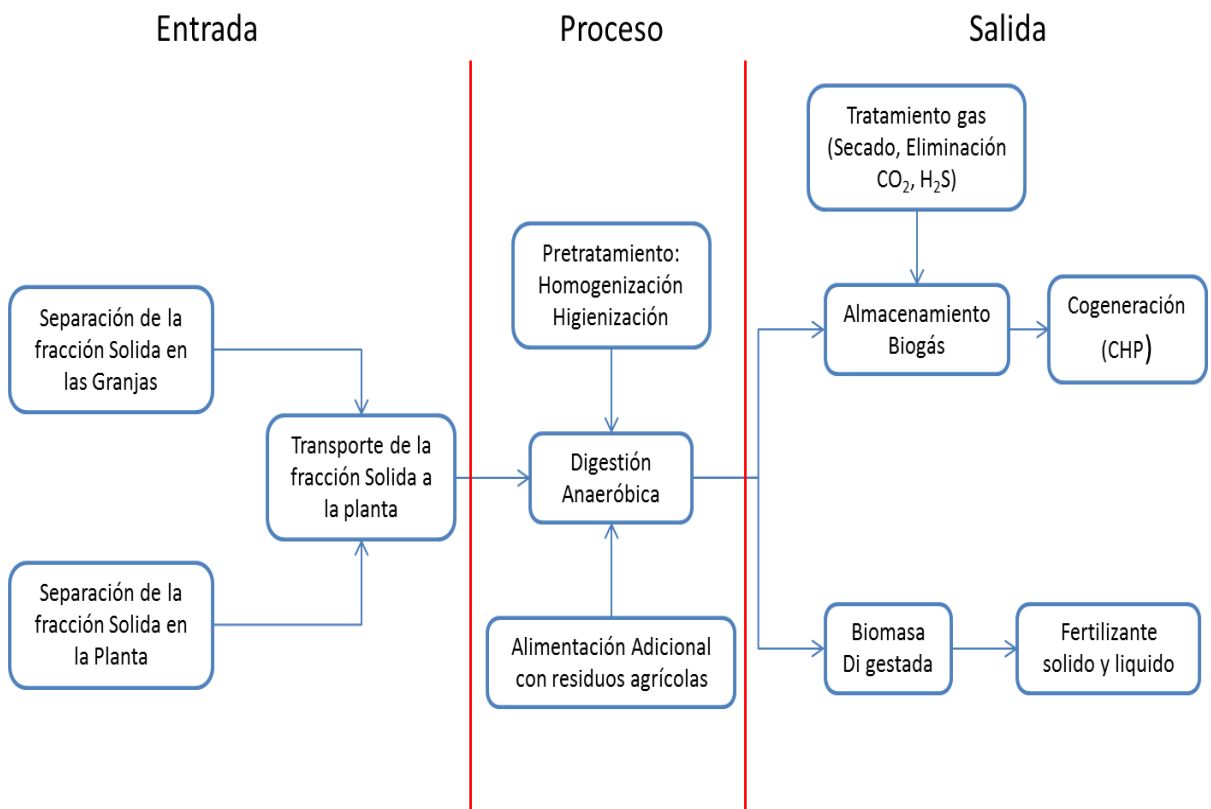 Entrada
Proceso
Salida
Separación de la
fracción Solida en
las Granjas
Separación de la
fracción Solida en
la Planta
Transporte de la
fracción Solida a
la planta
Pretratamiento:
Homogenización
Higienización
Digestión
Anaeróbica
Alimentación Adicional
con residuos agrícolas
Tratamiento gas
(Secado, Eliminación
CO₂, H₂S)
Almacenamiento
Biogás
Cogeneración
(CHP)
Biomasa
Di gestada
Fertilizante
solido y liquido